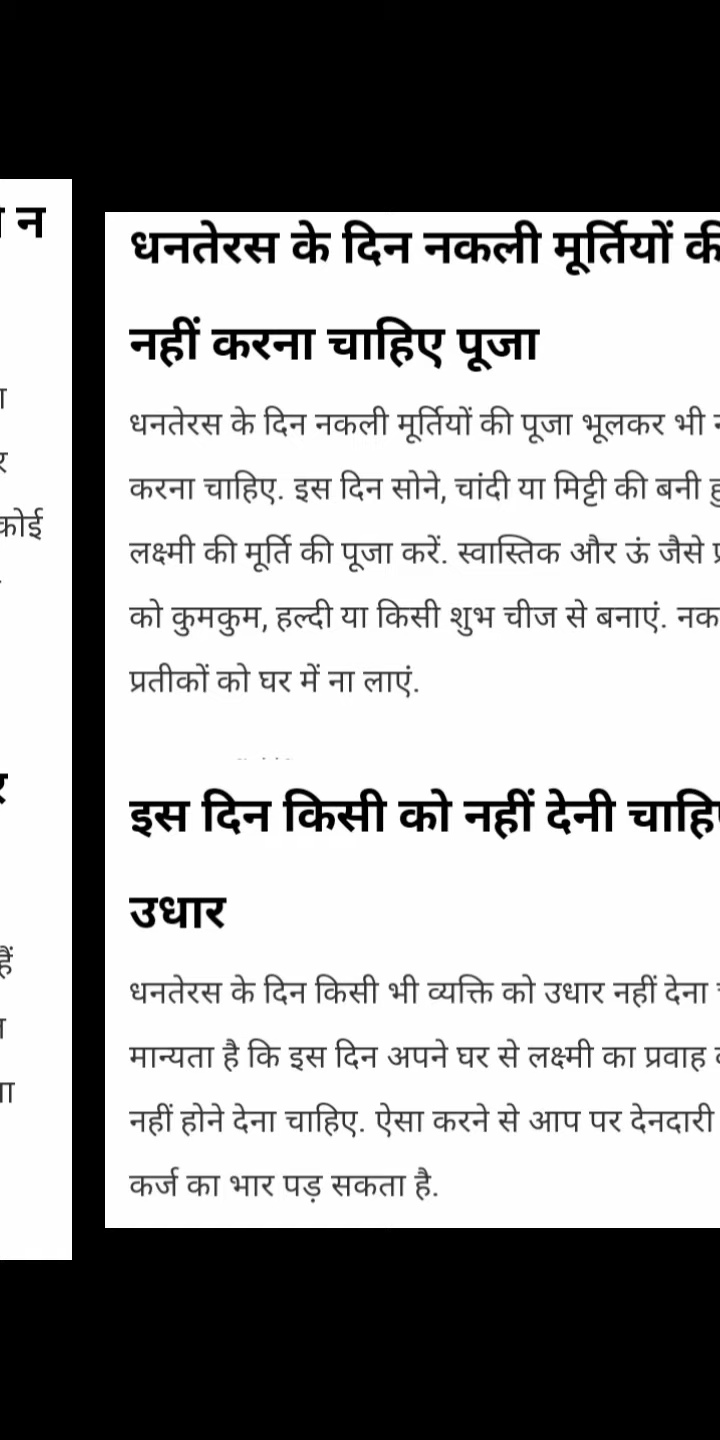 न
कोई
धनतेरस के दिन नकली मूर्तियों की
नहीं करना चाहिए पूजा
धनतेरस के दिन नकली मूर्तियों की पूजा भूलकर भी
करना चाहिए. इस दिन सोने, चांदी या मिट्टी की बनी
लक्ष्मी की मूर्ति की पूजा करें. स्वास्तिक और ऊं जैसे
को कुमकुम, हल्दी या किसी शुभ चीज से बनाएं.
प्रतीकों को घर में ना लाएं.
इस दिन किसी को नहीं देनी
उधार
धनतेरस के दिन किसी भी व्यक्ति को उधार नहीं देना
मान्यता है कि इस दिन अपने घर से लक्ष्मी का प्रवाह
नहीं होने देना चाहिए. ऐसा करने से आप पर देनदारी
कर्ज का भार पड़ सकता है.